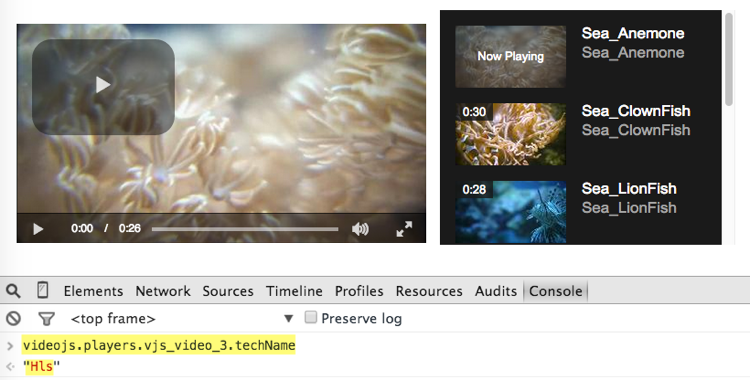 Now Playing
Sea_Anemone
Sea_Anemone
0:30
Sea_ClownFish
Sea_ClownFish
0:28
Sea_LionFish
Sea_LionFish
0:00 / 0:26
Elements Network Sources Timeline Profiles Resources Audits Console
<top frame> ▼ Preserve log
> videojs.players.vjs_video_3.techName
"Hls"